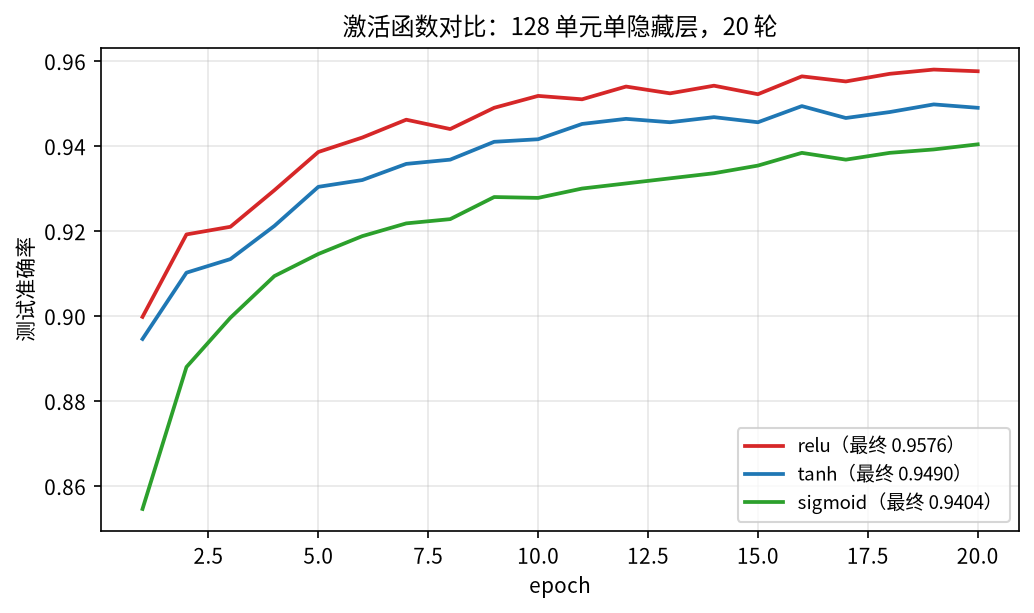 激活函数对比：128 单元单隐藏层，20 轮
测试准确率
0.96
0.94
0.92
0.90
0.88
0.86
relu（最终 0.9576）
tanh（最终 0.9490）
sigmoid（最终 0.9404）
2.5 5.0 7.5 10.0 12.5 15.0 17.5 20.0
epoch